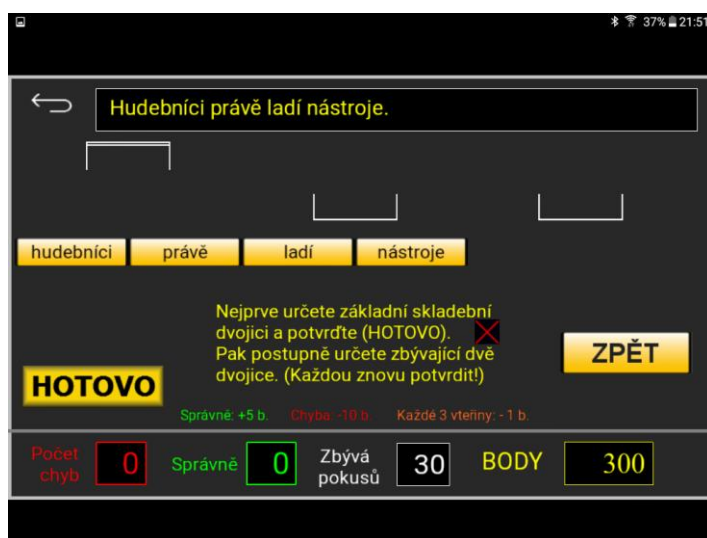 37% 21:51
Hudebníci právě ladí nástroje.
hudebníci právě ladí nástroje
Nejprve určete základní skladební
dvojici a potvrďte (HOTOVO).
Pak postupně určete zbývající dvě
dvojice. (Každou znovu potvrdit!)
ZPĚT
HOTOVO
Správné: +5 b. Chyba: -10 b. Každé 3 vteřiny: - 1 b.
Počet
chyb 0 Správně 0 Zbývá
pokusů 30 BODY 300